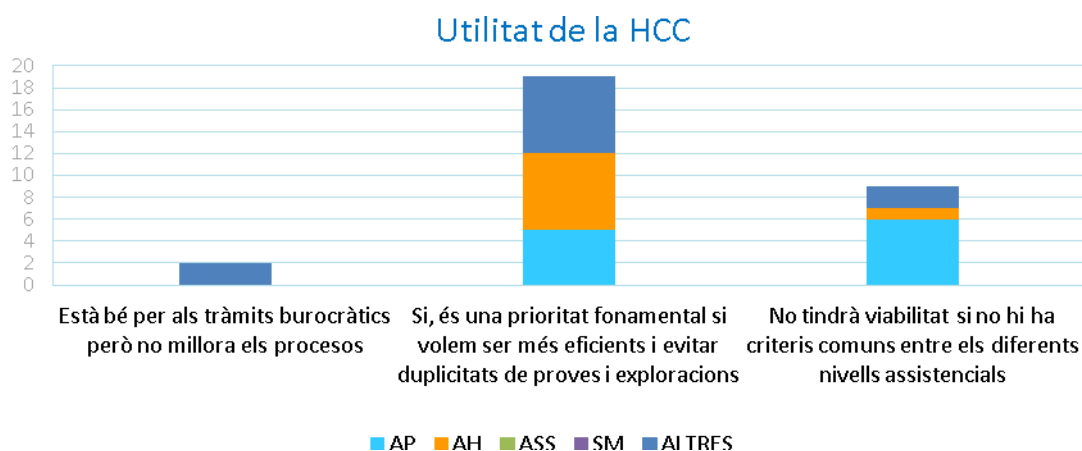 Utilitat de la HCC
20
18
16
14
12
10
8
6
4
2
0
Està bé per als tràmits burocràtics
però no millora els procesos
Si, és una prioritat fonamental si
volem ser més eficients i evitar
duplicitats de proves i exploracions
No tindrà viabilitat si no hi ha
criteris comuns entre els diferents
nivells assistencials
AP AH ASS SM ALTRES